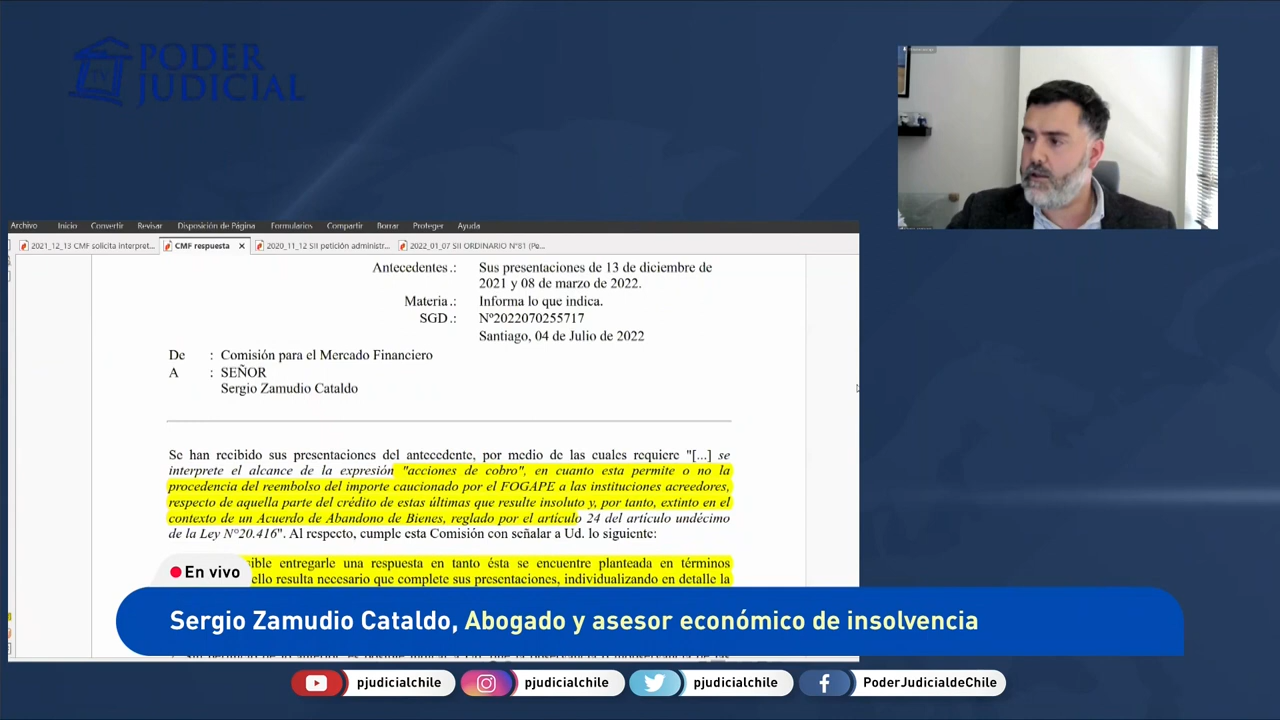 PODER
TV
JUDICIAL
Archivo Inicio Convertir Revisar Disposición de Página Formularios Compartir Borrar Proteger Ayuda
2021_12_13 CMF solicita interpret... CMF respuesta 2020_11_12 SII petición administr... 2022_01_07 SII ORDINARIO N°81 (Pe...
Antecedentes.: Sus presentaciones de 13 de diciembre de
2021 y 08 de marzo de 2022.
Materia.: Informa lo que indica.
SGD.: Nº2022070255717
Santiago, 04 de Julio de 2022
De : Comisión para el Mercado Financiero
A : SEÑOR
Sergio Zamudio Cataldo
Se han recibido sus presentaciones del antecedente, por medio de las cuales requiere "[...] se
interprete el alcance de la expresión "acciones de cobro", en cuanto esta permite o no la
procedencia del reembolso del importe caucionado por el FOGAPE a las instituciones acreedores,
respecto de aquella parte del crédito de estas últimas que resulte insoluto y, por tanto, extinto en el
contexto de un Acuerdo de Abandono de Bienes, reglado por el artículo 24 del artículo undécimo
de la Ley N°20.416". Al respecto, cumple esta Comisión con señalar a Ud. lo siguiente:
sible entregarle una respuesta en tanto ésta se encuentre planteada en términos
ello resulta necesario que complete sus presentaciones, individualizando en detalle la
En vivo
Sergio Zamudio Cataldo, Abogado y asesor económico de insolvencia
pjudicialchile pjudicialchile pjudicialchile PoderJudicialdeChile